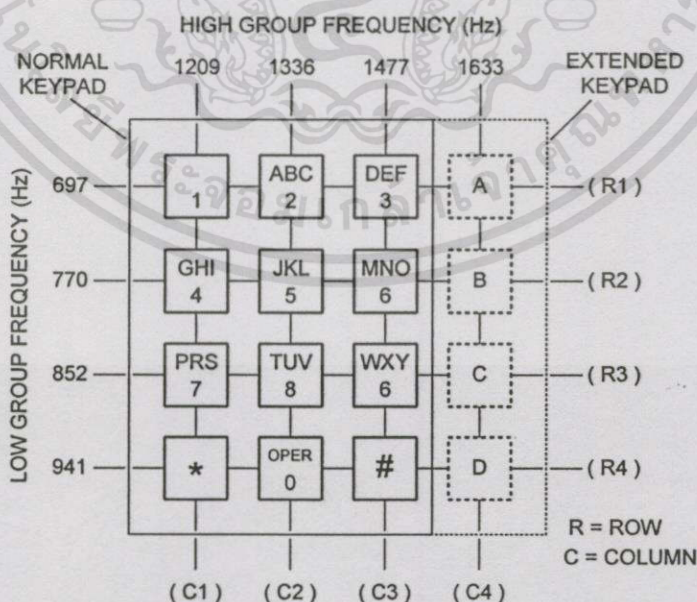 HIGH GROUP FREQUENCY (Hz)
NORMAL KEYPAD
1209 1336 1477 1633
EXTENDED KEYPAD
LOW GROUP FREQUENCY (Hz)
697 1 ABC 2 DEF 3 A (R1)
770 GHI 4 JKL 5 MNO 6 B (R2)
852 PRS 7 TUV 8 WXY 6 C (R3)
941 * OPER 0 # D (R4)
R = ROW
C = COLUMN
(C1) (C2) (C3) (C4)